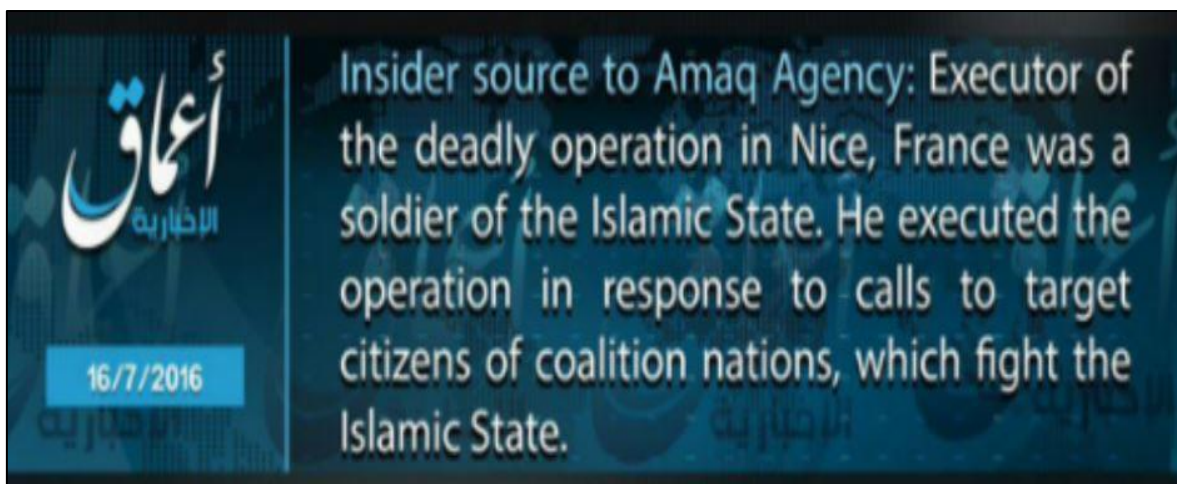 أعماق
الإخبارية
16/7/2016
Insider source to Amaq Agency: Executor of
the deadly operation in Nice, France was a
soldier of the Islamic State. He executed the
operation in response to calls to target
citizens of coalition nations, which fight the
Islamic State.